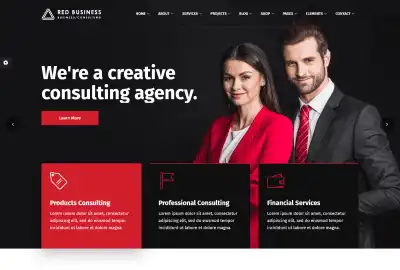 RED BUSINESS
BUSINESS/CONSULTING
HOME ABOUT SERVICES PROJECTS BLOG SHOP PAGES ELEMENTS CONTACT
We're a creative
consulting agency.
Learn More
Products Consulting
Lorem ipsum dolor sit amet, consectetur
adipiscing elit, sed do eiusmod tempor
incididunt ut labore et dolore magna.
Professional Consulting
Lorem ipsum dolor sit amet, consectetur
adipiscing elit, sed do eiusmod tempor
incididunt ut labore et dolore magna.
Financial Services
Lorem ipsum dolor sit amet, consectetur
adipiscing elit, sed do eiusmod tempor
incididunt ut labore et dolore magna.